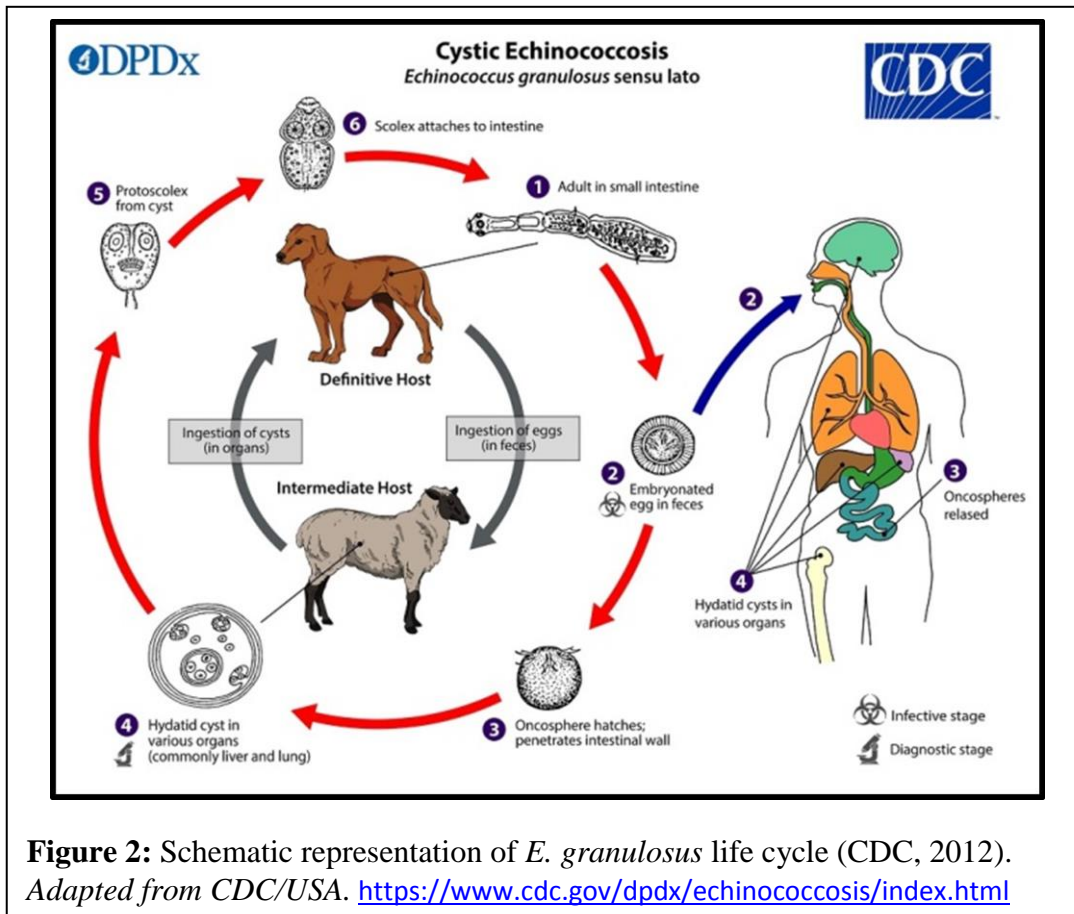 DPDx
Cystic Echinococcosis
Echinococcus granulosus sensu lato
CDC
6 Scolex attaches to intestine
5 Protoscolex
from cyst
1 Adult in small intestine
2
Definitive Host
Ingestion of cysts
(in organs)
Ingestion of eggs
(in feces)
Intermediate Host
2 Embryonated
egg in feces
3 Oncospheres
relased
4
Hydatid cysts in
various organs
3 Oncosphere hatches;
penetrates intestinal wall
4 Hydatid cyst in
various organs
(commonly liver and lung)
Infective stage
Diagnostic stage
Figure 2: Schematic representation of E. granulosus life cycle (CDC, 2012).
Adapted from CDC/USA. https://www.cdc.gov/dpdx/echinococcosis/index.html